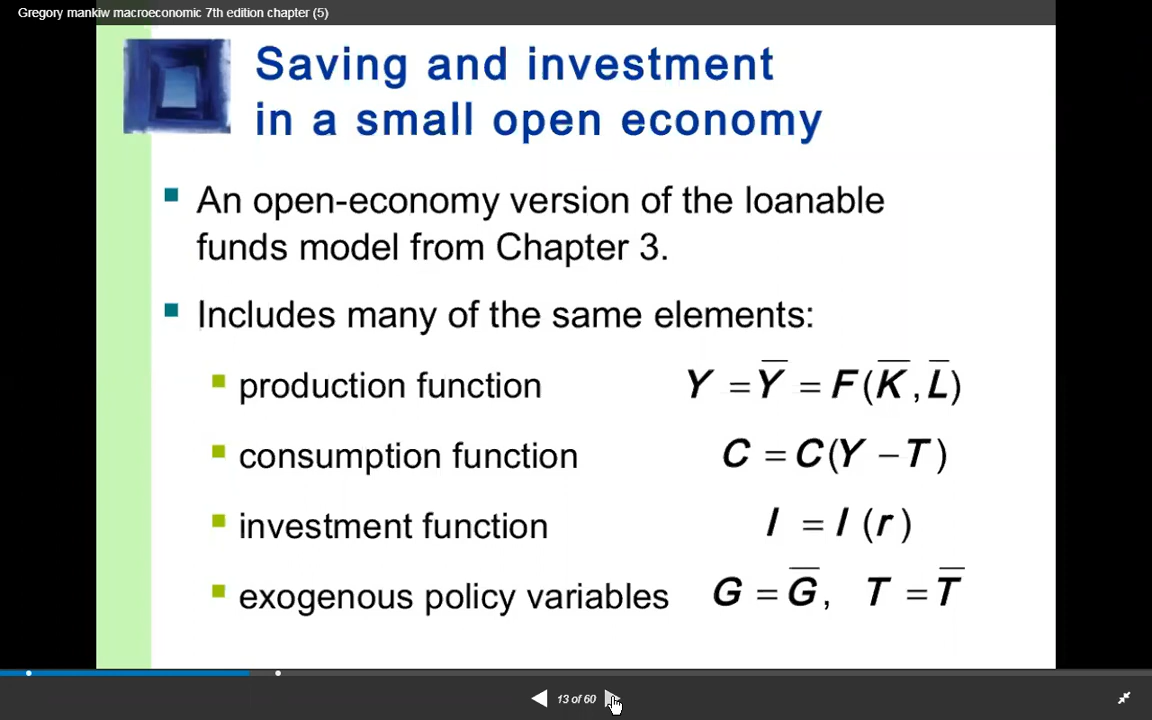 Gregory mankiw macroeconomic 7th edition chapter (5)
Saving and investment
in a small open economy
An open-economy version of the loanable
funds model from Chapter 3.
Includes many of the same elements:
production function Y = Y̅ = F(K̅, L̅)
consumption function C = C(Y − T)
investment function I = I(r)
exogenous policy variables G = G̅, T = T̅
13 of 60